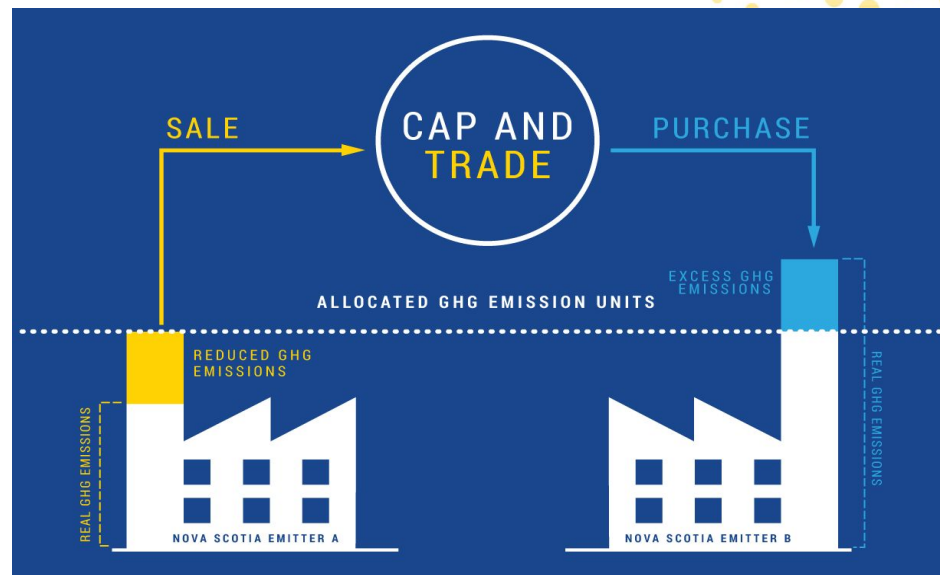 SALE
CAP AND
TRADE
PURCHASE
EXCESS GHG
EMISSIONS
ALLOCATED GHG EMISSION UNITS
REDUCED GHG
EMISSIONS
REAL GHG EMISSIONS
REAL GHG EMISSIONS
NOVA SCOTIA EMITTER A
NOVA SCOTIA EMITTER B